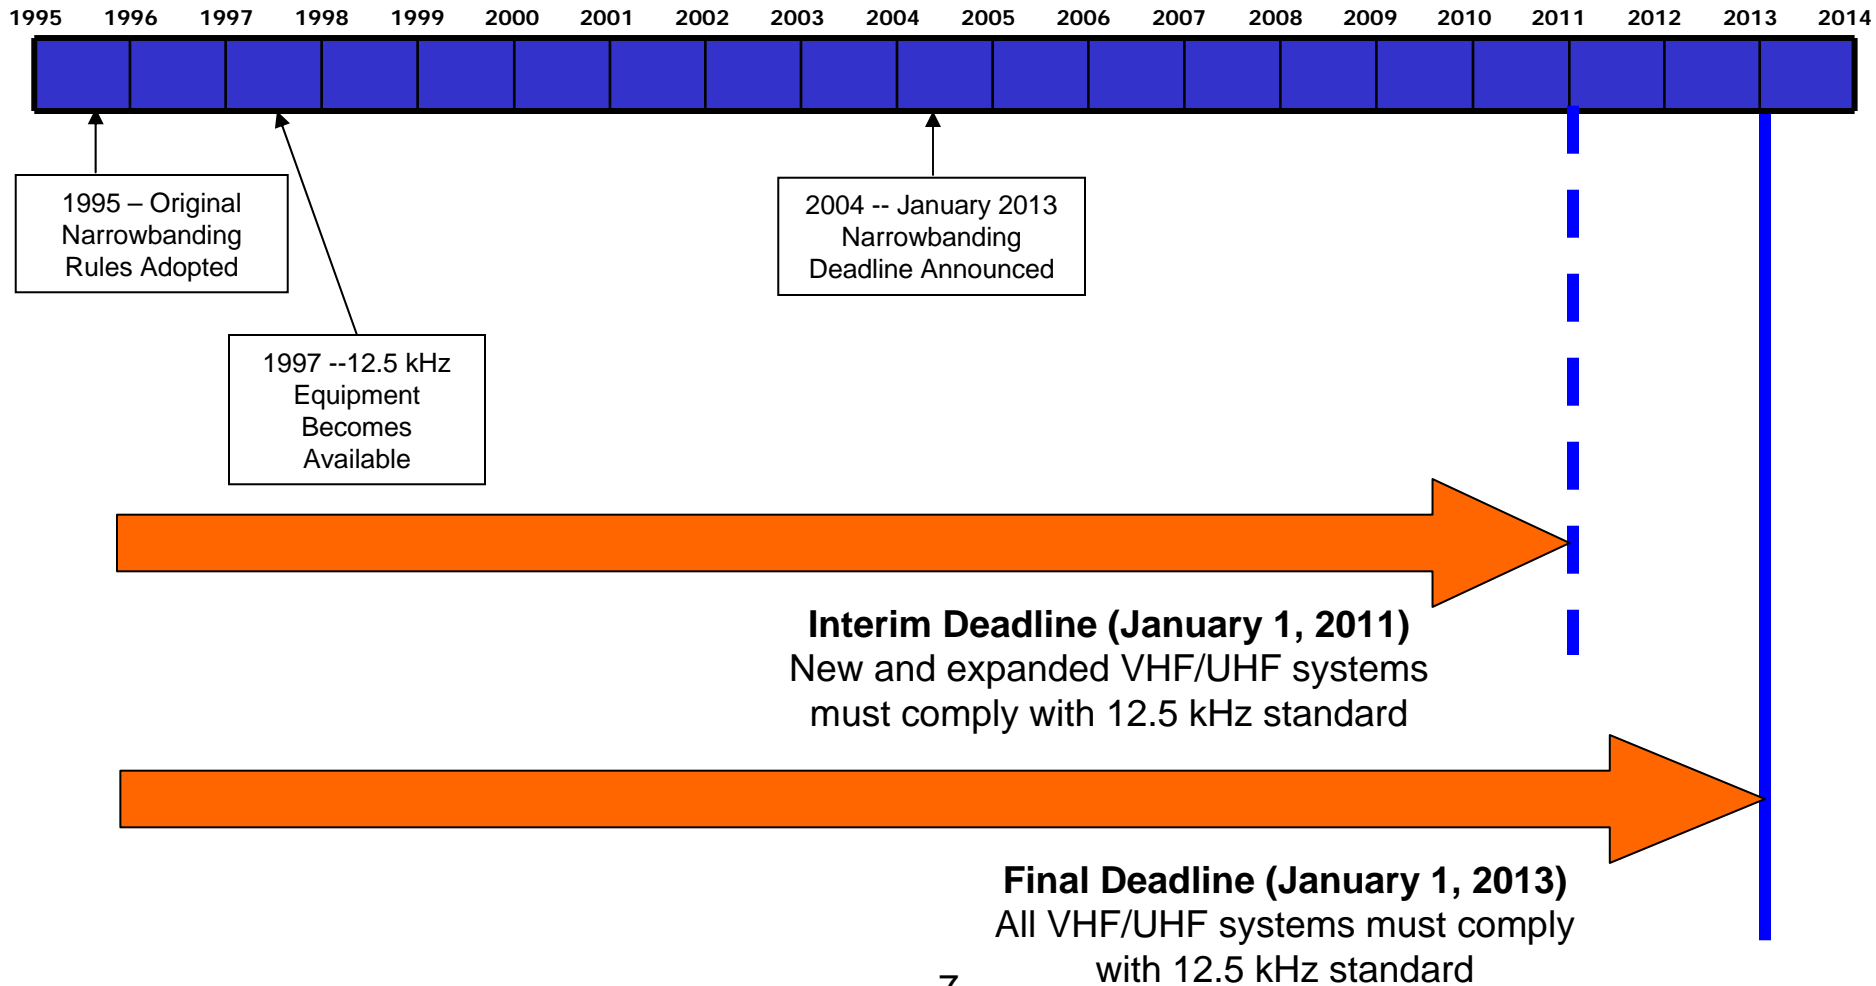 1995 1996 1997 1998 1999 2000 2001 2002 2003 2004 2005 2006 2007 2008 2009 2010 2011 2012 2013 2014
1995 – Original
Narrowbanding
Rules Adopted
2004 -- January 2013
Narrowbanding
Deadline Announced
1997 --12.5 kHz
Equipment
Becomes
Available
Interim Deadline (January 1, 2011)
New and expanded VHF/UHF systems
must comply with 12.5 kHz standard
Final Deadline (January 1, 2013)
All VHF/UHF systems must comply
with 12.5 kHz standard
7